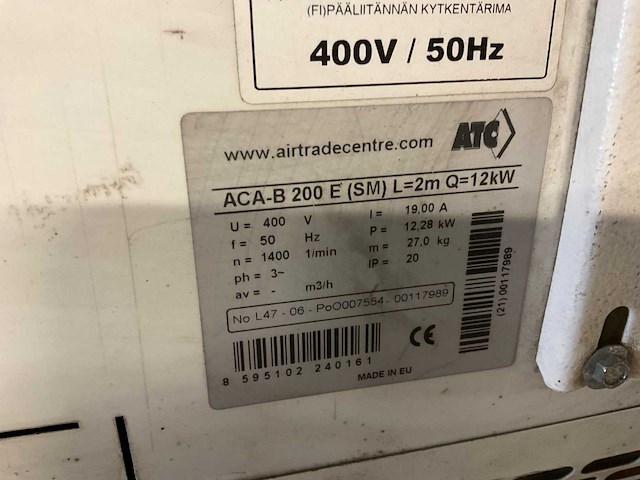 (FI)PÄÄLIITÄNNÄN KYTKENTÄRIMA
400V / 50Hz
www.airtradecentre.com ATC
ACA-B 200 E (SM) L=2m Q=12kW
U = 400 V I = 19,00 A
f = 50 Hz P = 12,28 kW
n = 1400 1/min m = 27,0 kg
ph = 3~ IP = 20
av = - m3/h
No L47 - 06 - PoO007554 - 00117989
(21) 00117989
8 595102 240161
CE
MADE IN EU